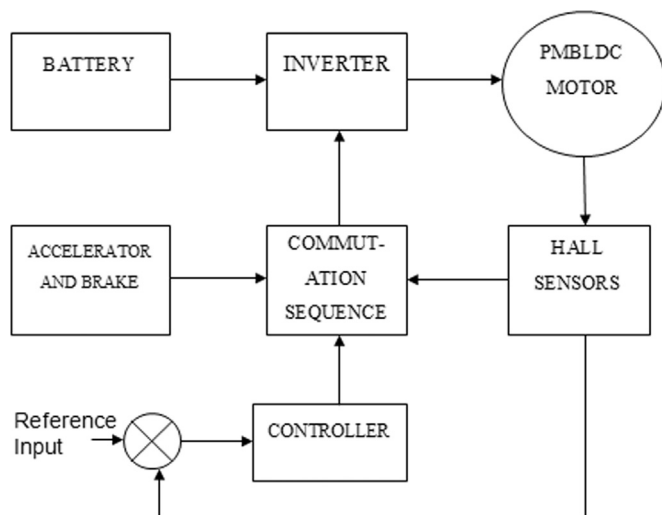 BATTERY
INVERTER
PMBLDC
MOTOR
ACCELERATOR
AND BRAKE
COMMUT-
ATION
SEQUENCE
HALL
SENSORS
Reference
Input
CONTROLLER